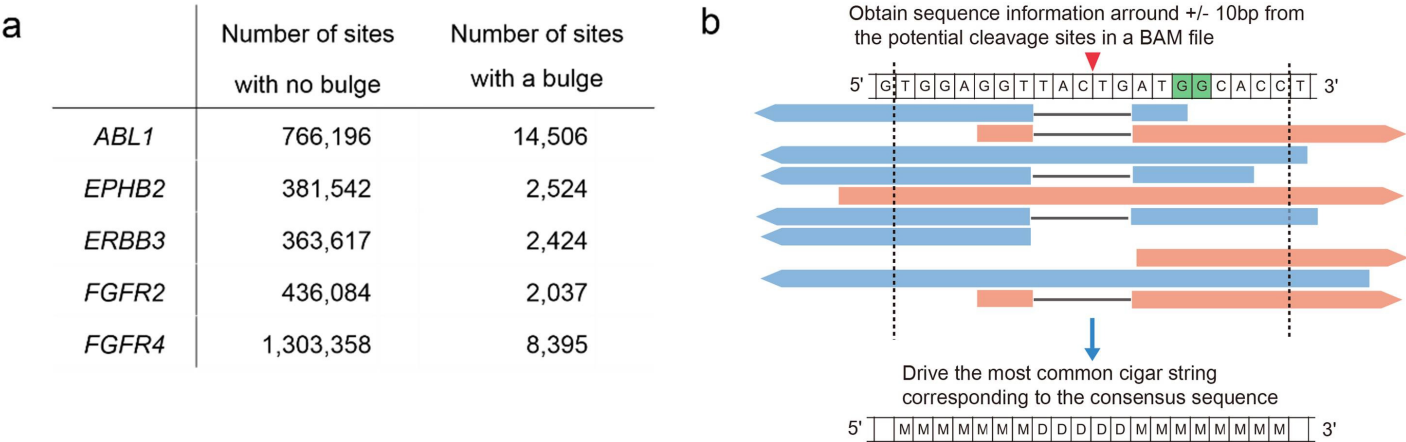 a
Number of sites with no bulge
Number of sites with a bulge
ABL1 766,196 14,506
EPHB2 381,542 2,524
ERBB3 363,617 2,424
FGFR2 436,084 2,037
FGFR4 1,303,358 8,395
b
Obtain sequence information arround +/- 10bp from
the potential cleavage sites in a BAM file
5' G T G G A G G T T A C T G A T G G C A C C T 3'
Drive the most common cigar string
corresponding to the consensus sequence
5' M M M M M M M D D D D D M M M M M M M M 3'